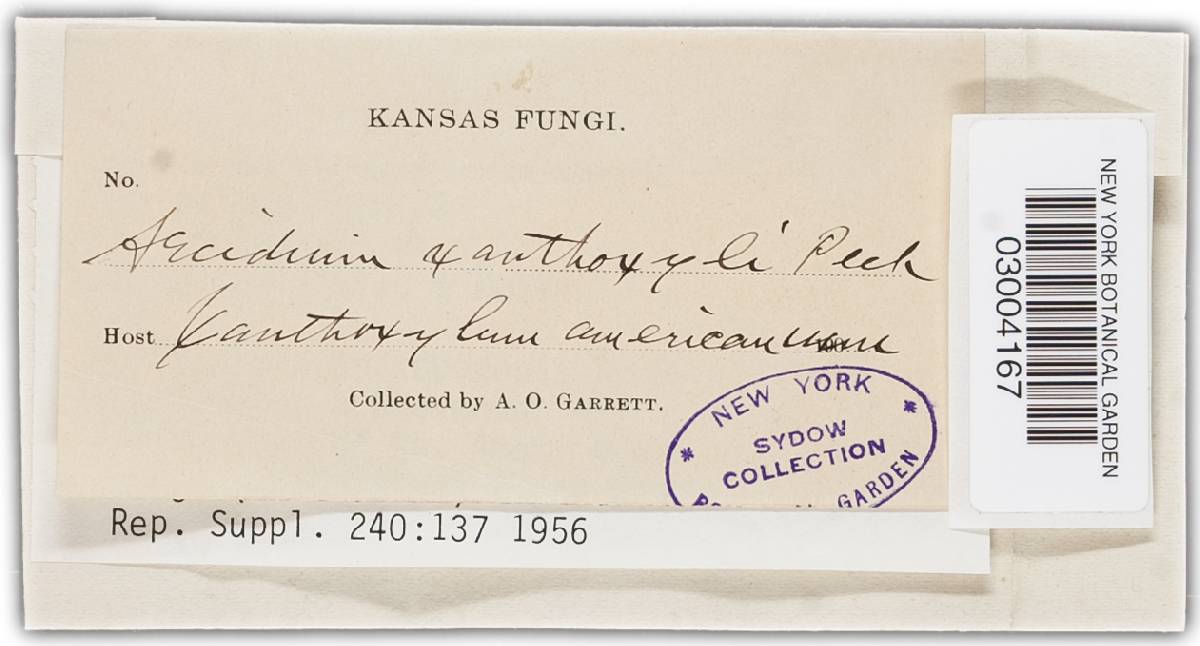 KANSAS FUNGI.
No.
Aecidium xanthoxyli Peck
Host Xanthoxylum americanum
Collected by A. O. GARRETT.
* NEW YORK *
SYDOW
COLLECTION
GARDEN
Rep. Suppl. 240:137 1956
NEW YORK BOTANICAL GARDEN
03004167